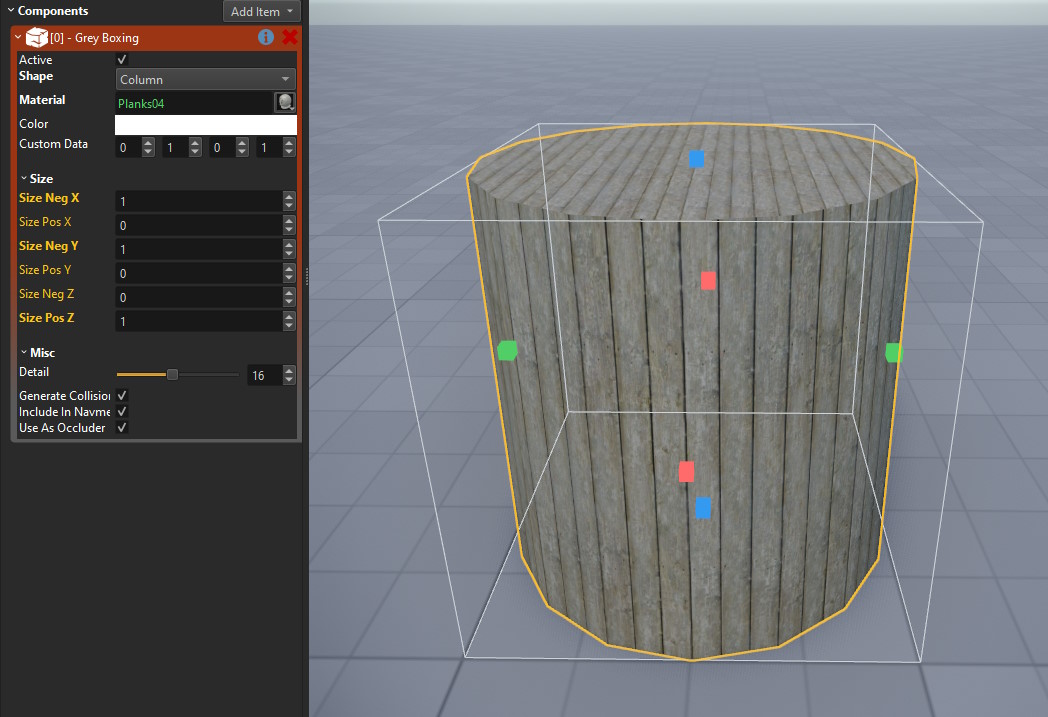 Components
Add Item
[0] - Grey Boxing
Active
Shape
Column
Material
Planks04
Color
Custom Data
0
1
0
1
Size
Size Neg X
1
Size Pos X
0
Size Neg Y
1
Size Pos Y
0
Size Neg Z
0
Size Pos Z
1
Misc
Detail
16
Generate Collisio
Include In Navme
Use As Occluder